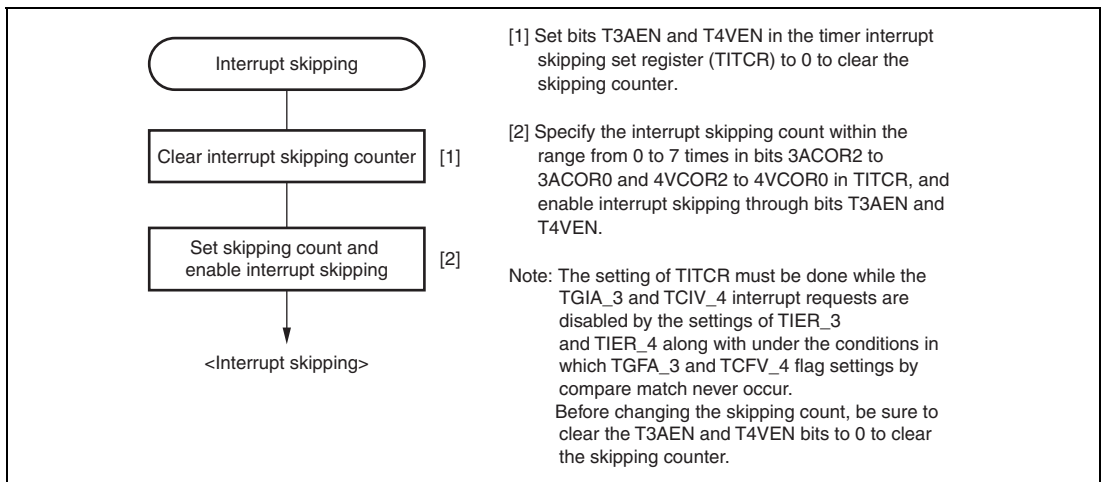 Interrupt skipping
Clear interrupt skipping counter
[1]
Set skipping count and
enable interrupt skipping
[2]
<Interrupt skipping>
[1] Set bits T3AEN and T4VEN in the timer interrupt
skipping set register (TITCR) to 0 to clear the
skipping counter.
[2] Specify the interrupt skipping count within the
range from 0 to 7 times in bits 3ACOR2 to
3ACOR0 and 4VCOR2 to 4VCOR0 in TITCR, and
enable interrupt skipping through bits T3AEN and
T4VEN.
Note: The setting of TITCR must be done while the
TGIA_3 and TCIV_4 interrupt requests are
disabled by the settings of TIER_3
and TIER_4 along with under the conditions in
which TGFA_3 and TCFV_4 flag settings by
compare match never occur.
Before changing the skipping count, be sure to
clear the T3AEN and T4VEN bits to 0 to clear
the skipping counter.